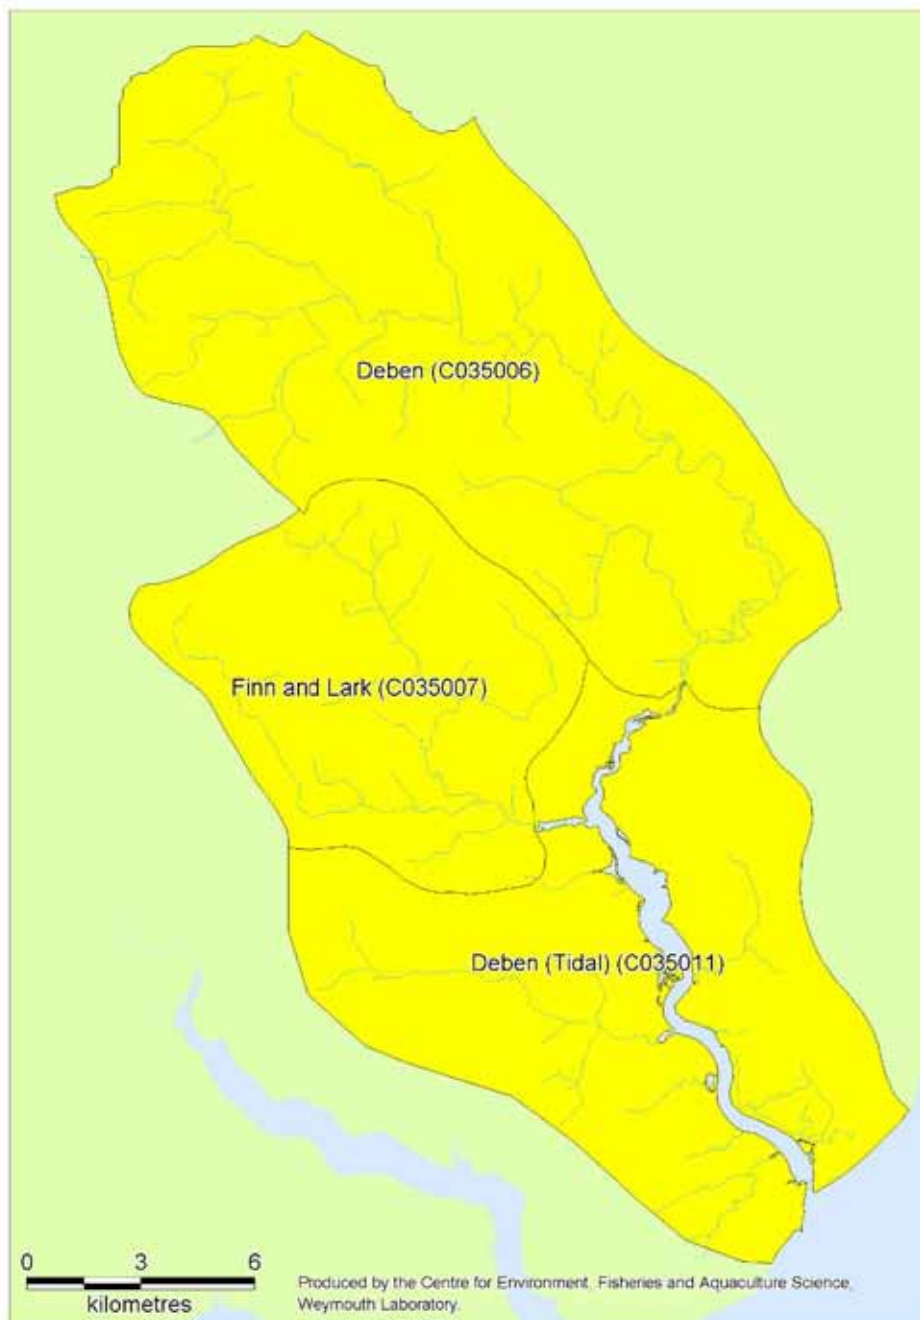 Deben (C035006)
Finn and Lark (C035007)
Deben (Tidal) (C035011)
0 3 6
kilometres
Produced by the Centre for Environment, Fisheries and Aquaculture Science,
Weymouth Laboratory.